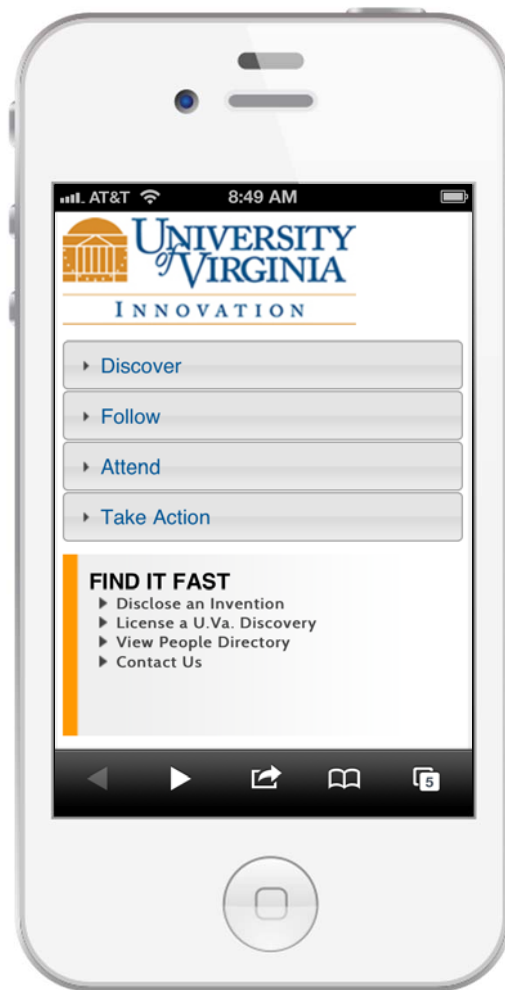 AT&T 8:49 AM
UNIVERSITY
of VIRGINIA
INNOVATION
Discover
Follow
Attend
Take Action
FIND IT FAST
Disclose an Invention
License a U.Va. Discovery
View People Directory
Contact Us
5